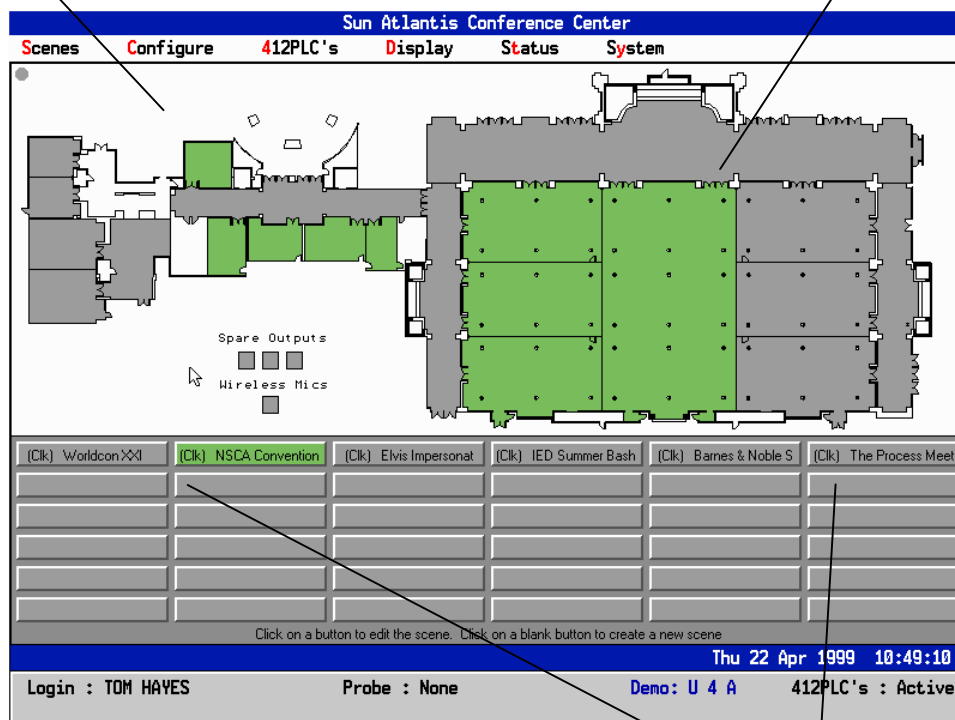 Sun Atlantis Conference Center
Scenes Configure 412PLC's Display Status System
Spare Outputs
Wireless Mics
(Clk) Worldcon XXI (Clk) NSCA Convention (Clk) Elvis Impersonat (Clk) IED Summer Bash (Clk) Barnes & Noble S (Clk) The Process Meet
Click on a button to edit the scene. Click on a blank button to create a new scene
Thu 22 Apr 1999 10:49:10
Login : TOM HAYES Probe : None Demo: U 4 A 412PLC's : Active